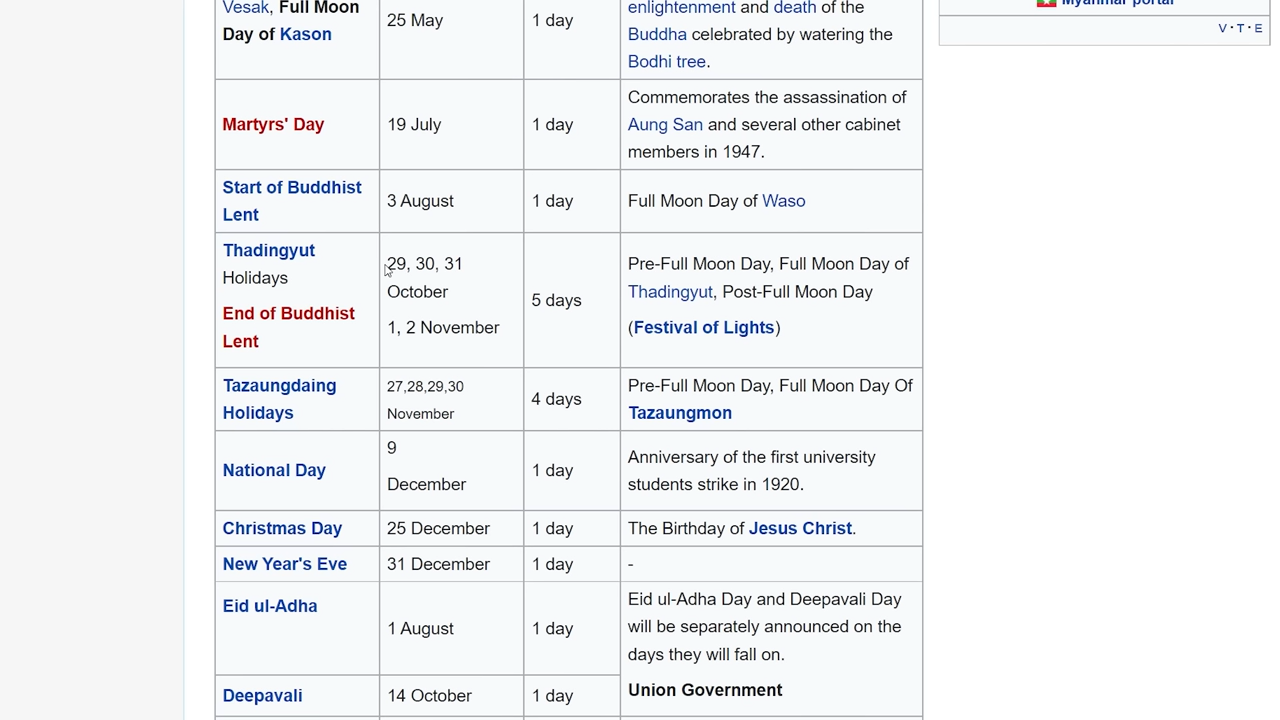 Vesak, Full Moon
Day of Kason
25 May
1 day
enlightenment and death of the
Buddha celebrated by watering the
Bodhi tree.
Myanmar portal
V · T · E
Martyrs' Day
19 July
1 day
Commemorates the assassination of
Aung San and several other cabinet
members in 1947.
Start of Buddhist
Lent
3 August
1 day
Full Moon Day of Waso
Thadingyut
Holidays
End of Buddhist
Lent
29, 30, 31
October
1, 2 November
5 days
Pre-Full Moon Day, Full Moon Day of
Thadingyut, Post-Full Moon Day
(Festival of Lights)
Tazaungdaing
Holidays
27,28,29,30
November
4 days
Pre-Full Moon Day, Full Moon Day Of
Tazaungmon
National Day
9
December
1 day
Anniversary of the first university
students strike in 1920.
Christmas Day
25 December
1 day
The Birthday of Jesus Christ.
New Year's Eve
31 December
1 day
-
Eid ul-Adha
1 August
1 day
Eid ul-Adha Day and Deepavali Day
will be separately announced on the
days they will fall on.
Union Government
Deepavali
14 October
1 day